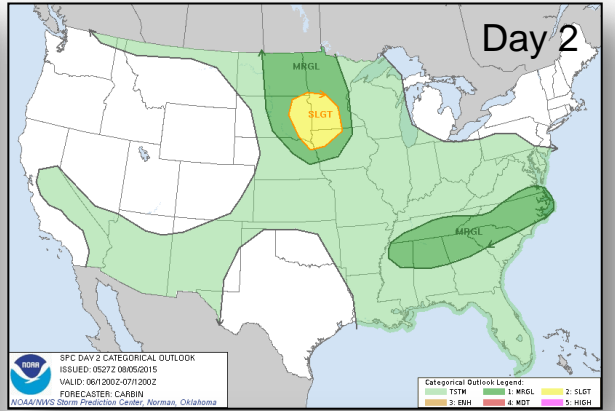 Day 2
MRGL
SLGT
MRGL
NOAA
SPC DAY 2 CATEGORICAL OUTLOOK
ISSUED: 0527Z 08/05/2015
VALID: 06/1200Z-07/1200Z
FORECASTER: CARBIN
NOAA/NWS Storm Prediction Center, Norman, Oklahoma
Categorical Outlook Legend:
TSTM 1: MRGL 2: SLGT
3: ENH 4: MDT 5: HIGH